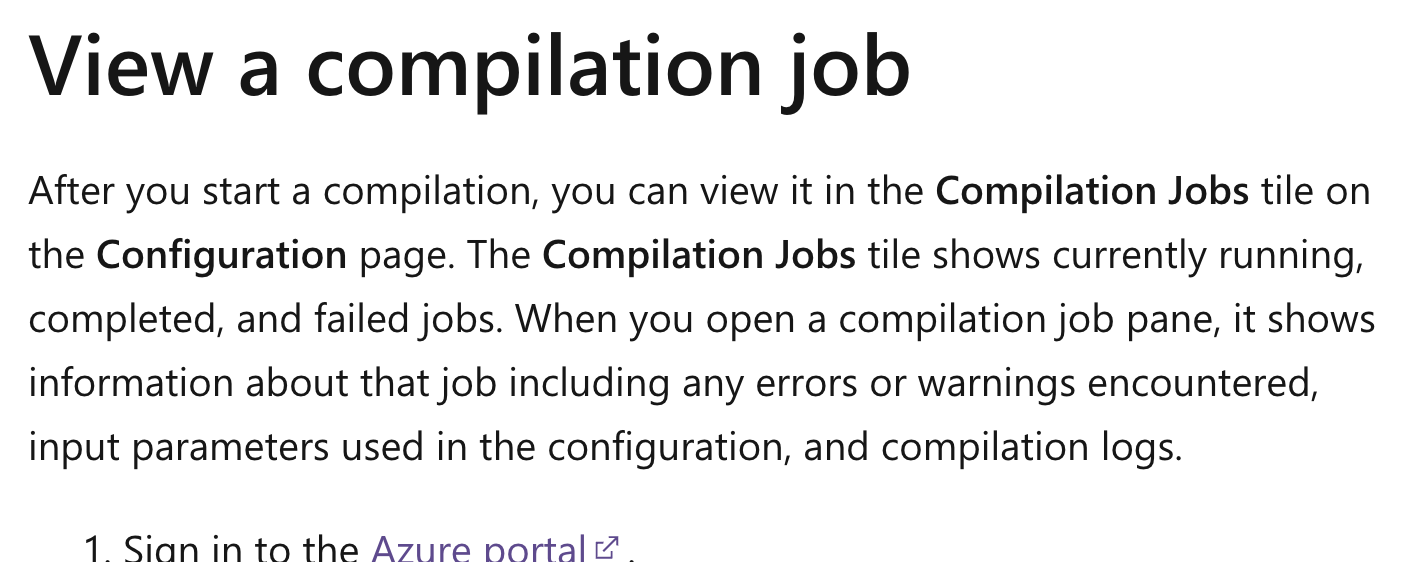 View a compilation job
After you start a compilation, you can view it in the Compilation Jobs tile on
the Configuration page. The Compilation Jobs tile shows currently running,
completed, and failed jobs. When you open a compilation job pane, it shows
information about that job including any errors or warnings encountered,
input parameters used in the configuration, and compilation logs.
1. Sign in to the Azure portal .